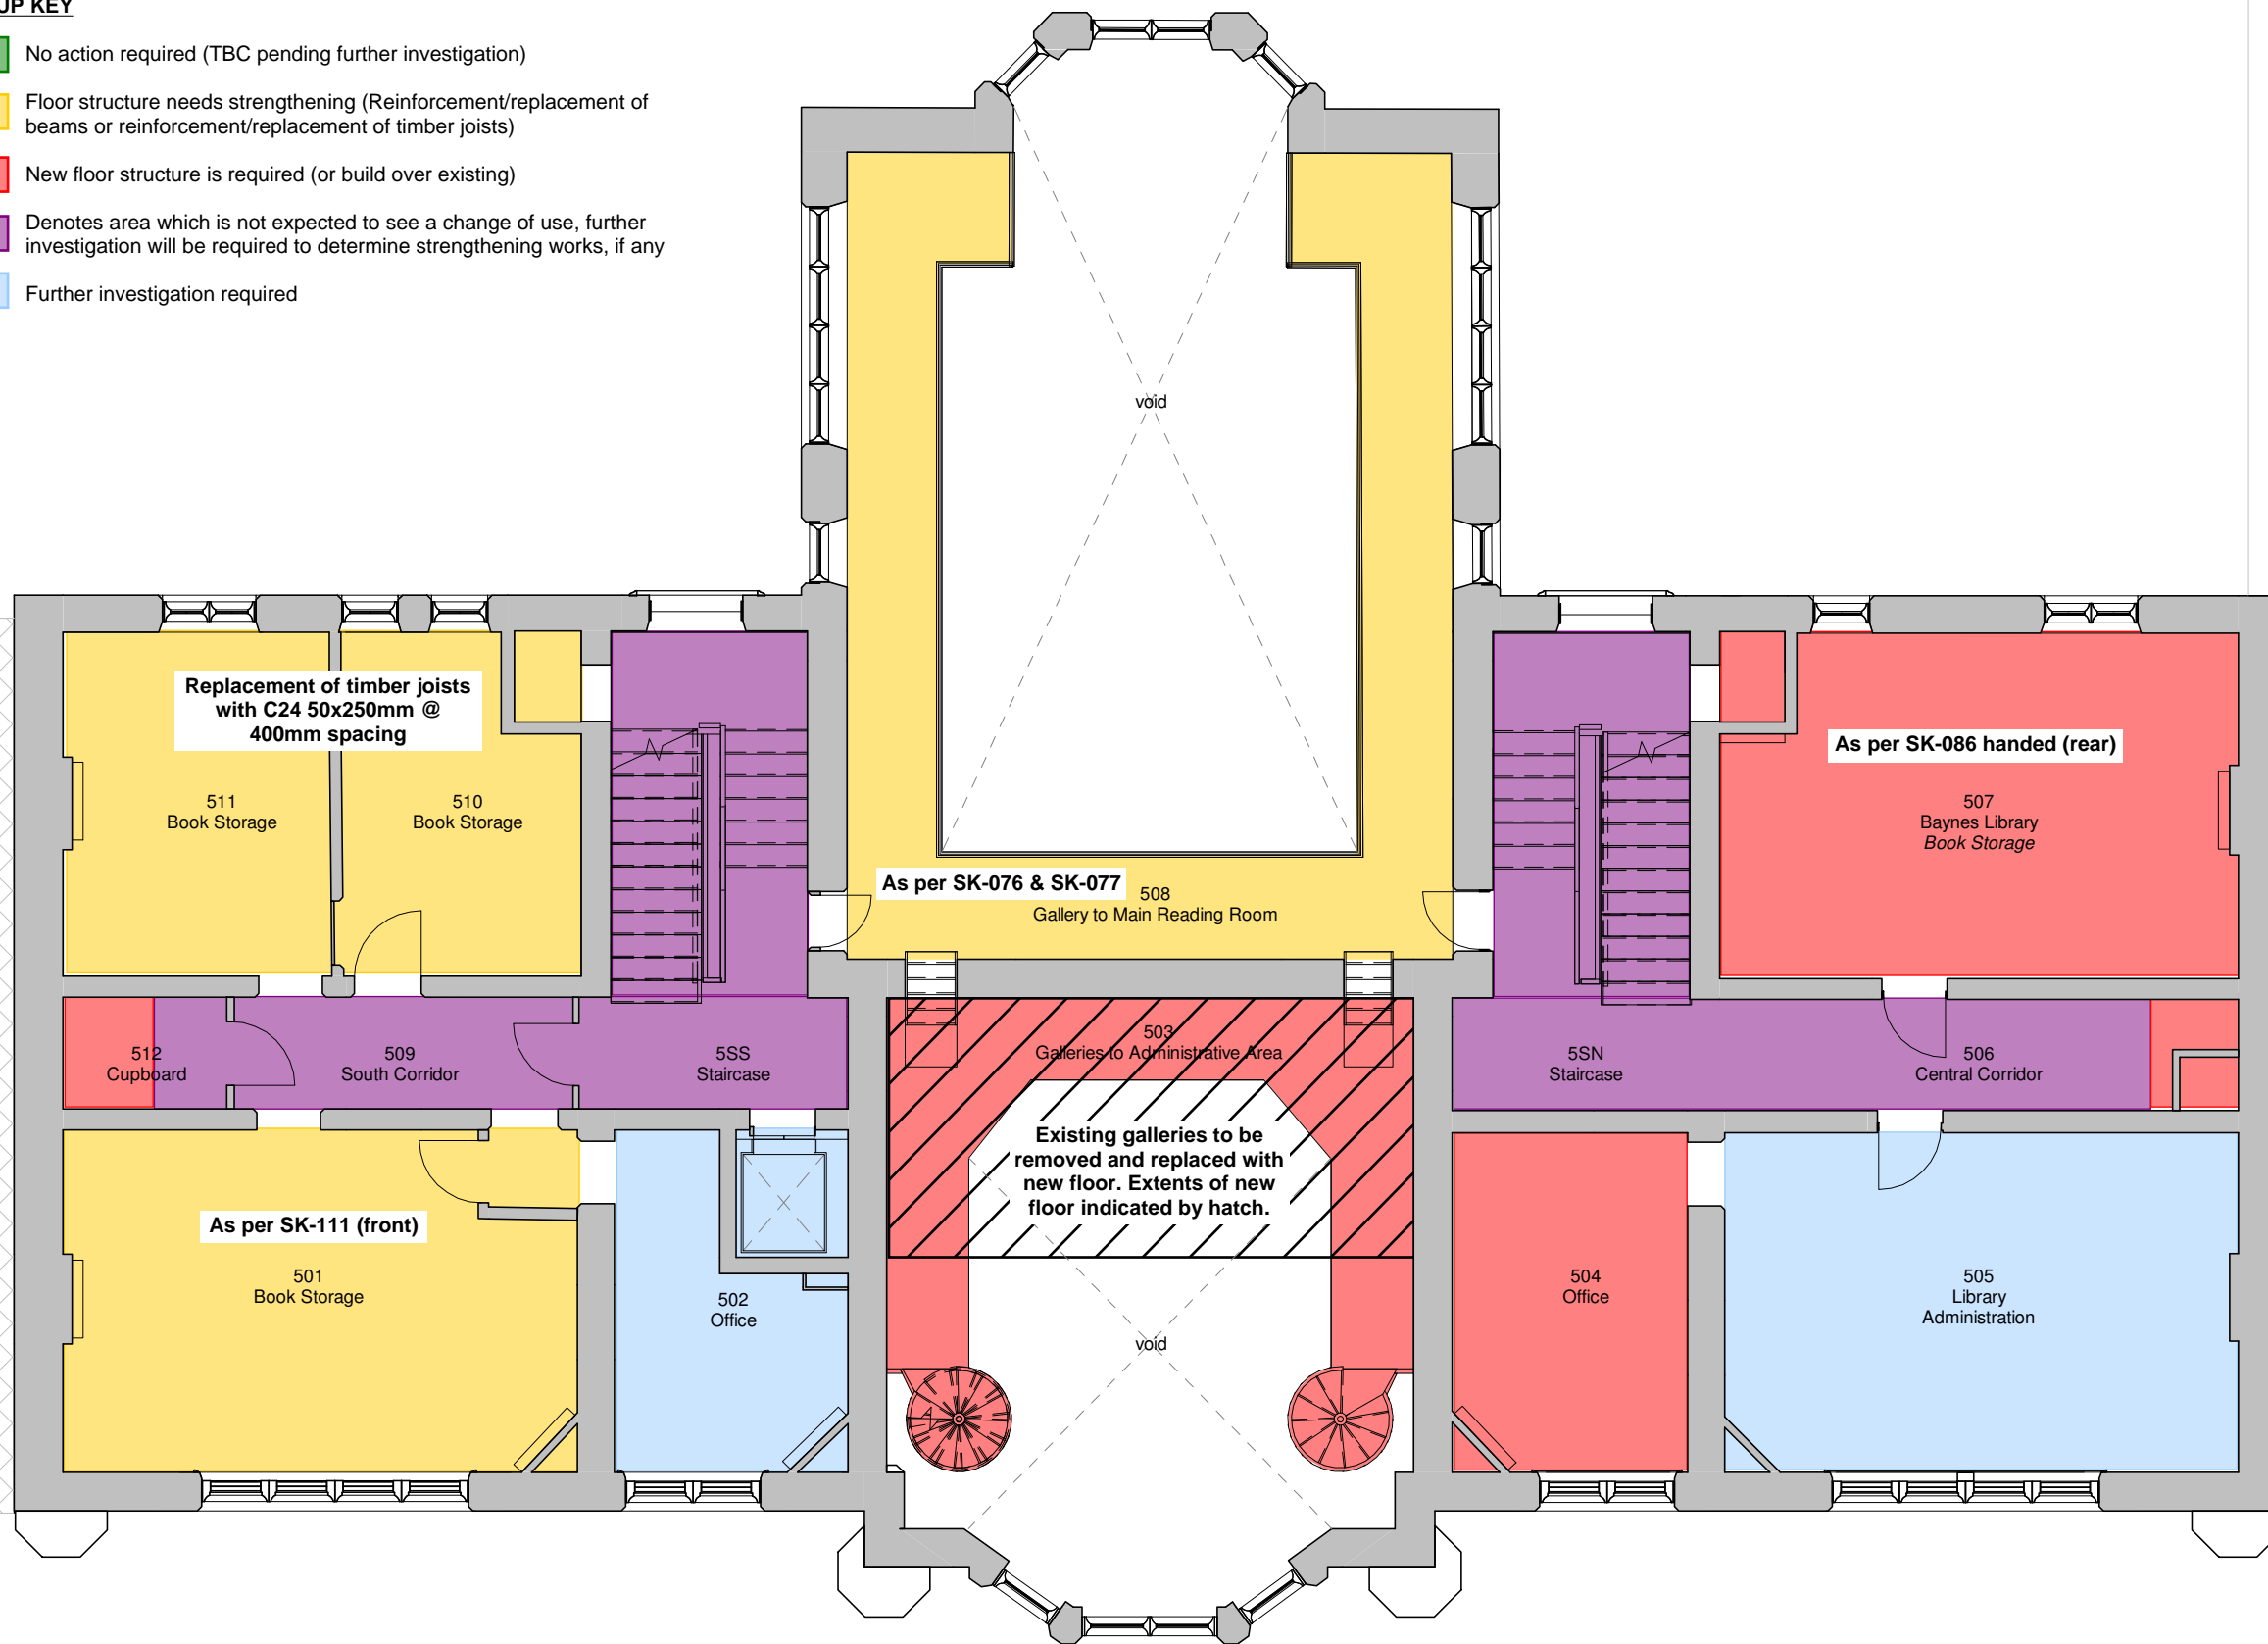 UP KEY
No action required (TBC pending further investigation)
Floor structure needs strengthening (Reinforcement/replacement of
beams or reinforcement/replacement of timber joists)
New floor structure is required (or build over existing)
Denotes area which is not expected to see a change of use, further
investigation will be required to determine strengthening works, if any
Further investigation required
void
Replacement of timber joists
with C24 50x250mm @
400mm spacing
511
Book Storage
510
Book Storage
As per SK-086 handed (rear)
507
Baynes Library
Book Storage
As per SK-076 & SK-077
508
Gallery to Main Reading Room
512
Cupboard
509
South Corridor
5SS
Staircase
503
Galleries to Administrative Area
5SN
Staircase
506
Central Corridor
Existing galleries to be
removed and replaced with
new floor. Extents of new
floor indicated by hatch.
As per SK-111 (front)
501
Book Storage
502
Office
void
504
Office
505
Library
Administration